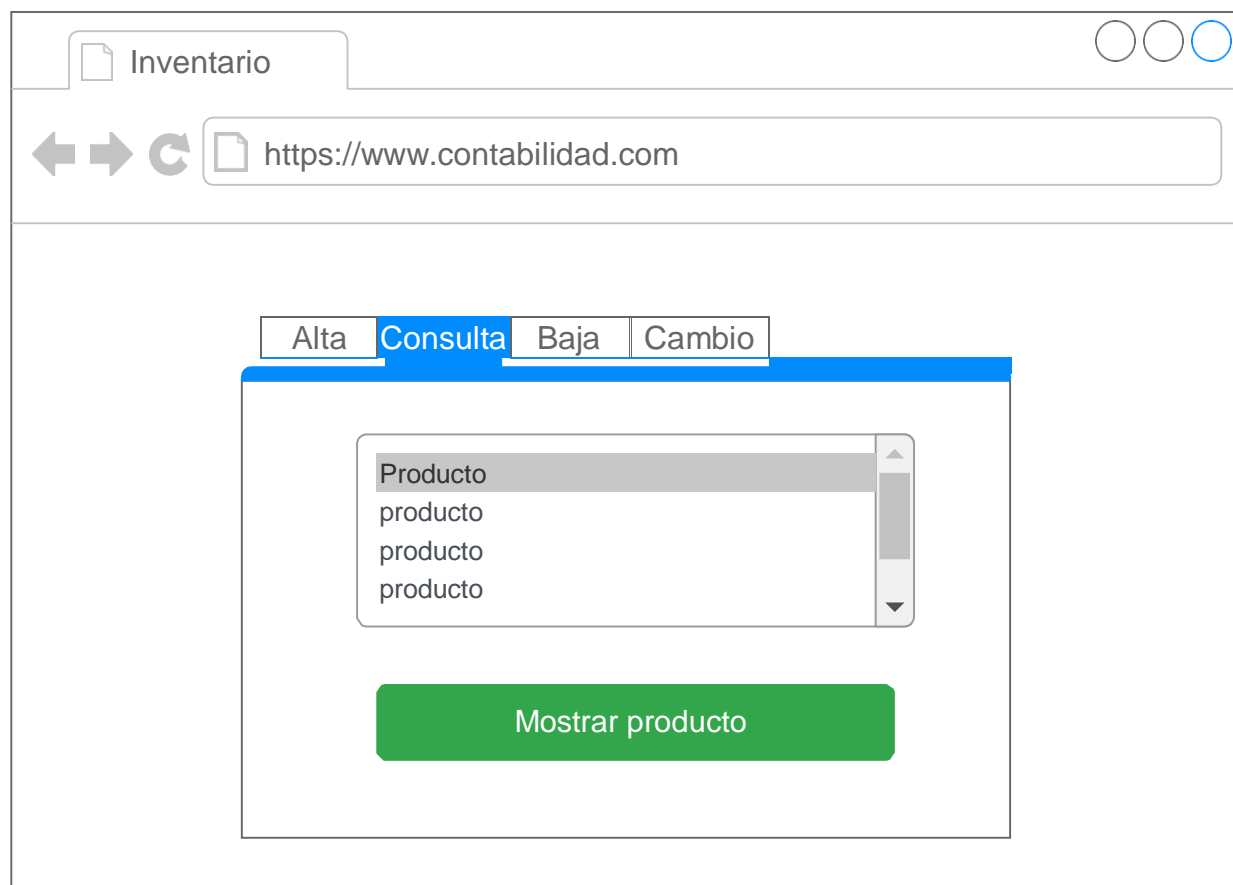 Inventario
https://www.contabilidad.com
Alta Consulta Baja Cambio
Producto
producto
producto
producto
Mostrar producto